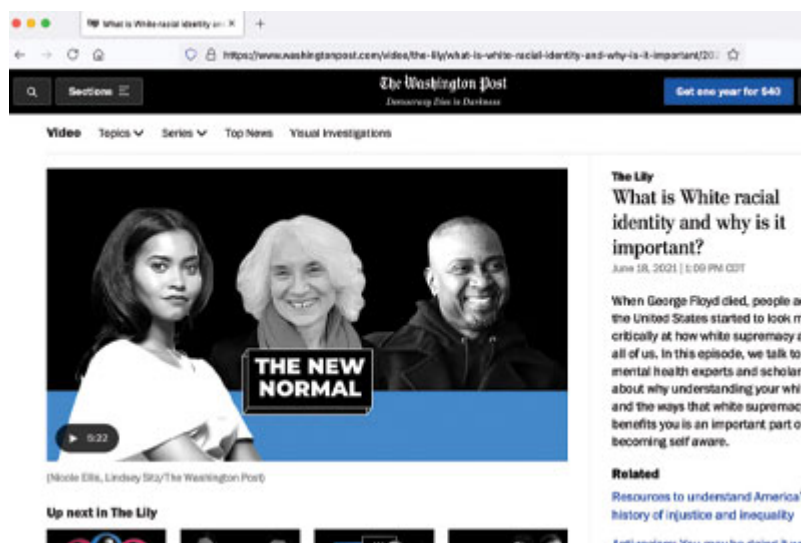 What is White racial identity an
https://www.washingtonpost.com/video/the-lily/what-is-white-racial-identity-and-why-is-it-important/202
Sections
The Washington Post
Democracy Dies in Darkness
Get one year for $40
Video Topics Series Top News Visual Investigations
THE NEW
NORMAL
5:22
(Nicole Ellis, Lindsey Sitz/The Washington Post)
Up next in The Lily
The Lily
What is White racial
identity and why is it
important?
June 18, 2021 | 1:09 PM CDT
When George Floyd died, people a
the United States started to look m
critically at how white supremacy a
all of us. In this episode, we talk to
mental health experts and scholar
about why understanding your whi
and the ways that white supremac
benefits you is an important part o
becoming self aware.
Related
Resources to understand America'
history of injustice and inequality